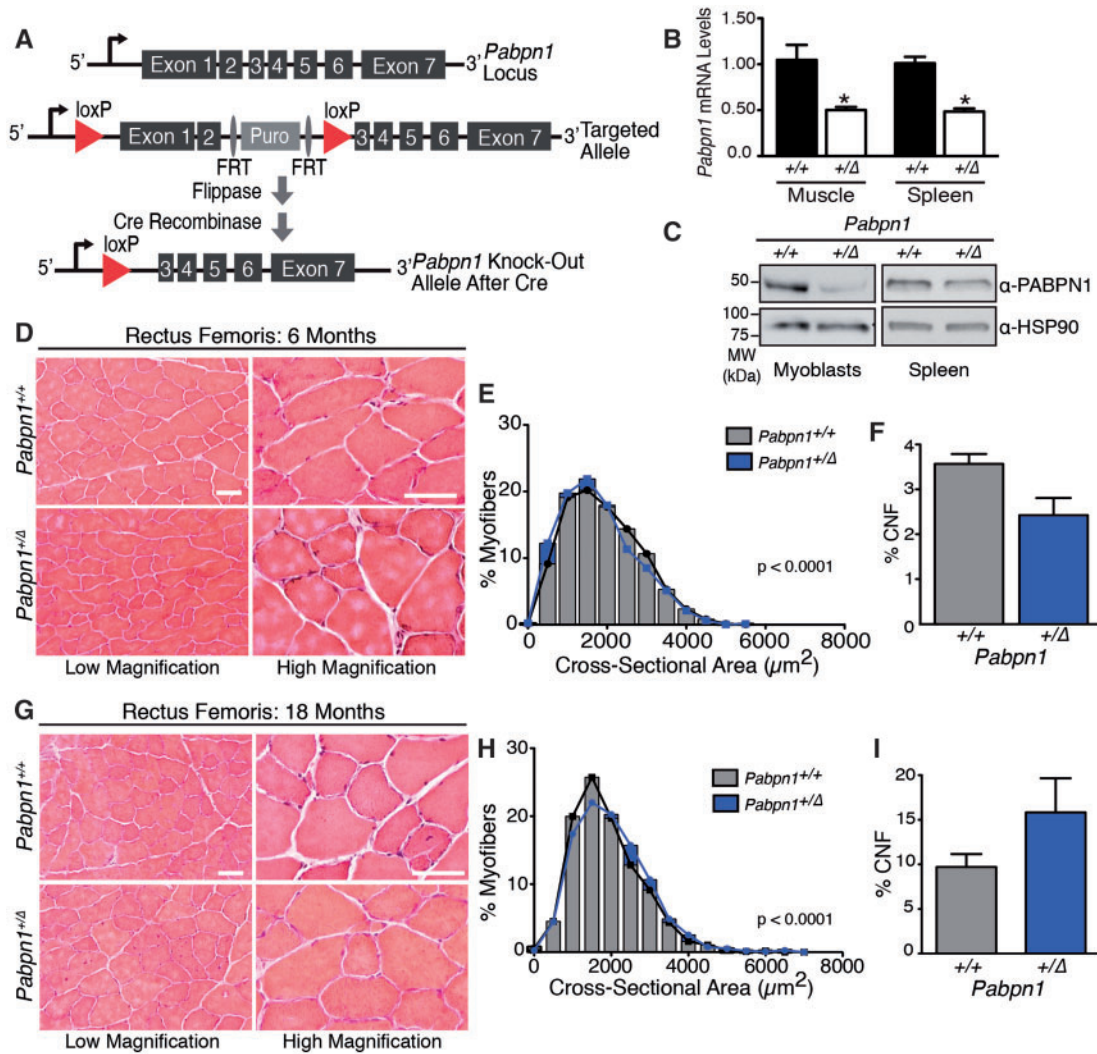 A
5'
Exon 1 2 3 4 5 6 Exon 7
3' Pabpn1
Locus
loxP
loxP
5'
Exon 1 2 Puro 3 4 5 6 Exon 7
3' Targeted
Allele
FRT FRT
Flippase
Cre Recombinase
loxP
5'
3 4 5 6 Exon 7
3' Pabpn1 Knock-Out
Allele After Cre
B
Pabpn1 mRNA Levels
1.50
1.00
0.50
0.00
* *
+/+ +/Δ +/+ +/Δ
Muscle Spleen
C
Pabpn1
+/+ +/Δ +/+ +/Δ
50
α-PABPN1
100
75
α-HSP90
MW
(kDa)
Myoblasts Spleen
D
Rectus Femoris: 6 Months
Pabpn1+/+
Pabpn1+/Δ
Low Magnification High Magnification
E
% Myofibers
30
20
10
0
0 2000 4000 6000 8000
Cross-Sectional Area (μm2)
Pabpn1+/+
Pabpn1+/Δ
p < 0.0001
F
% CNF
4
3
2
1
0
+/+ +/Δ
Pabpn1
G
Rectus Femoris: 18 Months
Pabpn1+/+
Pabpn1+/Δ
Low Magnification High Magnification
H
% Myofibers
30
20
10
0
0 2000 4000 6000 8000
Cross-Sectional Area (μm2)
Pabpn1+/+
Pabpn1+/Δ
p < 0.0001
I
% CNF
20
15
10
5
0
+/+ +/Δ
Pabpn1